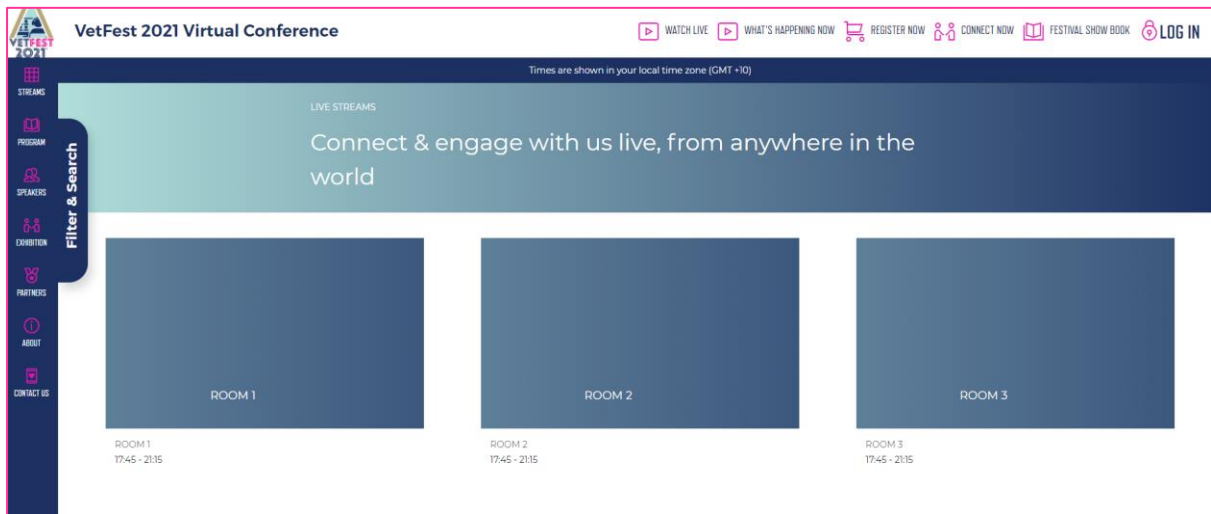 VETFEST
2021
VetFest 2021 Virtual Conference
WATCH LIVE
WHAT'S HAPPENING NOW
REGISTER NOW
CONNECT NOW
FESTIVAL SHOW BOOK
LOG IN
Times are shown in your local time zone (GMT +10)
STREAMS
PROGRAM
SPEAKERS
EXHIBITION
PARTNERS
ABOUT
CONTACT US
Filter & Search
LIVE STREAMS
Connect & engage with us live, from anywhere in the
world
ROOM 1
ROOM 2
ROOM 3
ROOM 1
17:45 - 21:15
ROOM 2
17:45 - 21:15
ROOM 3
17:45 - 21:15